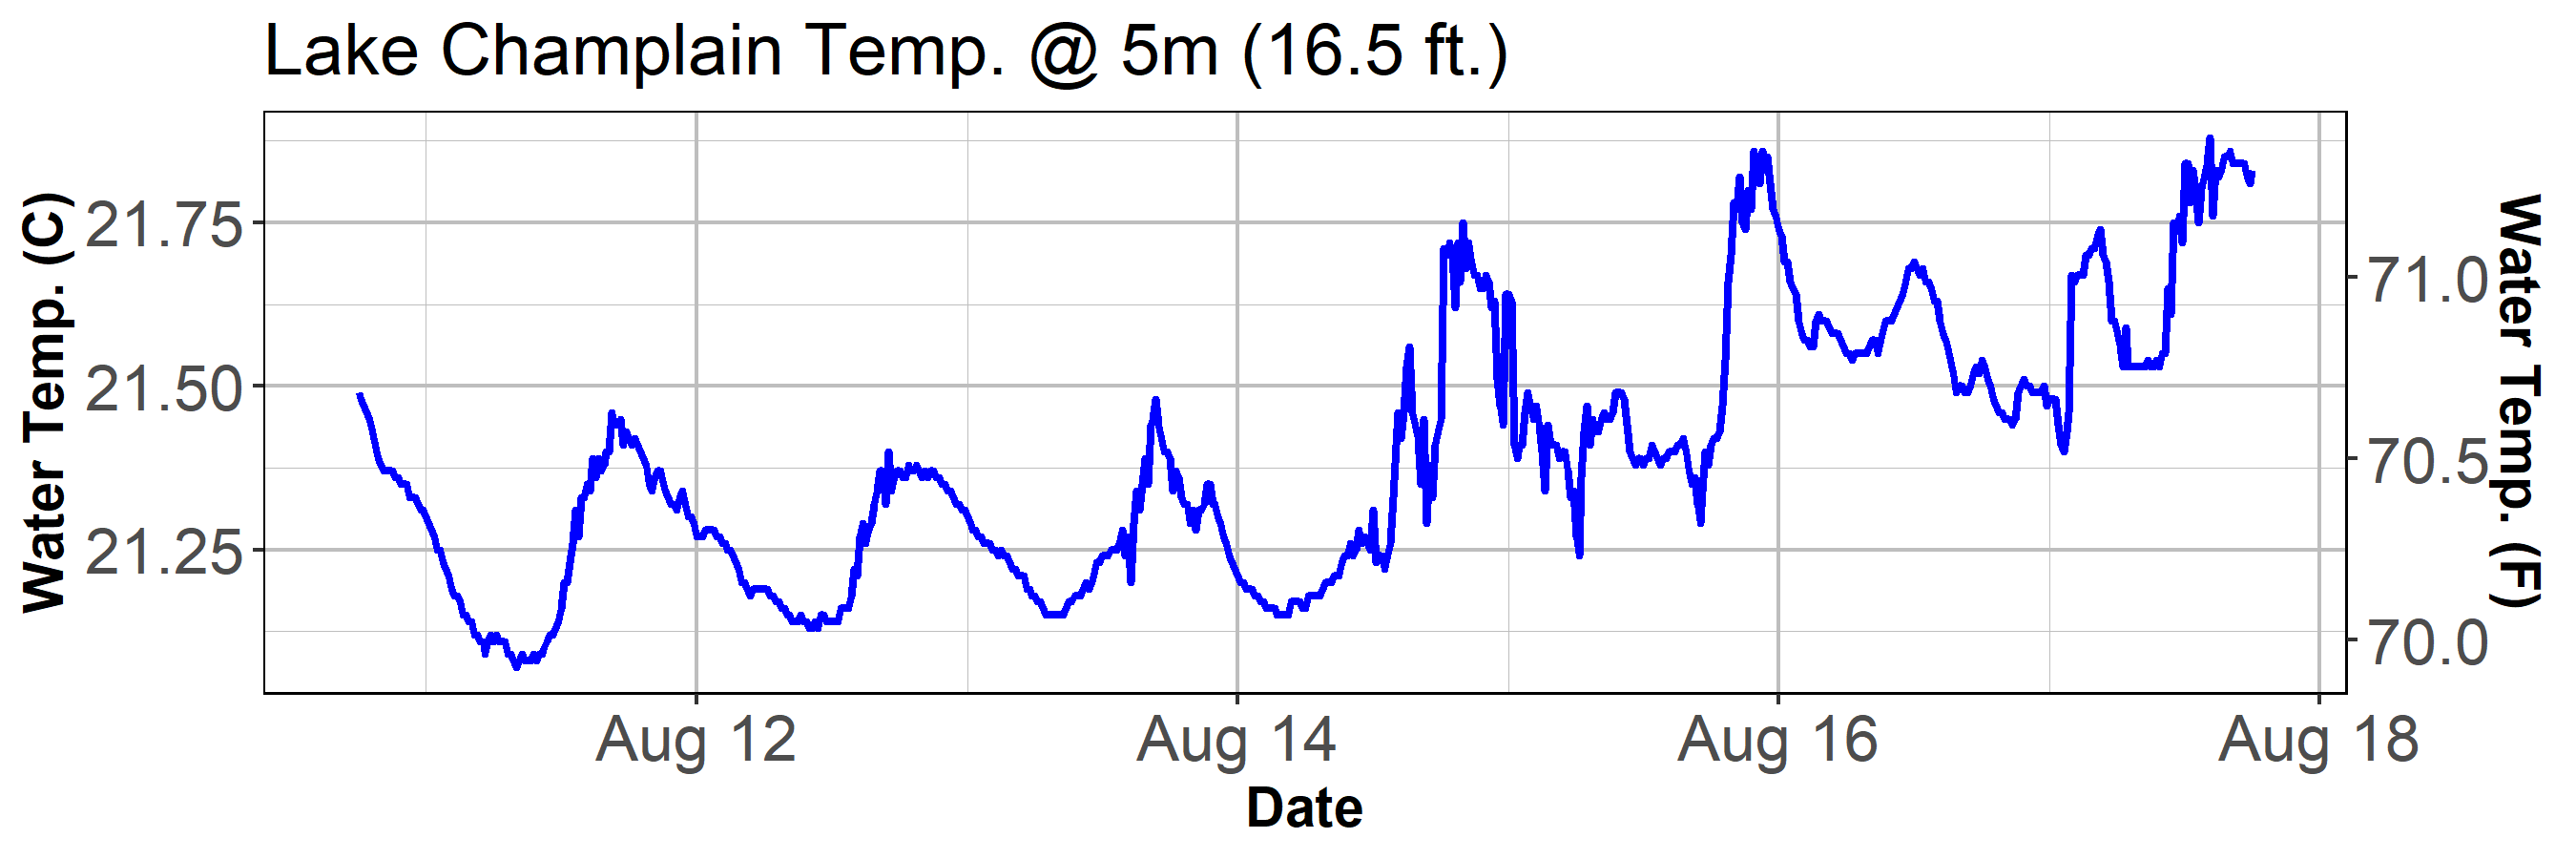 Lake Champlain Temp. @ 5m (16.5 ft.)
Water Temp. (C)
21.75
21.50
21.25
71.0
70.5
70.0
Water Temp. (F)
Aug 12
Aug 14
Aug 16
Aug 18
Date